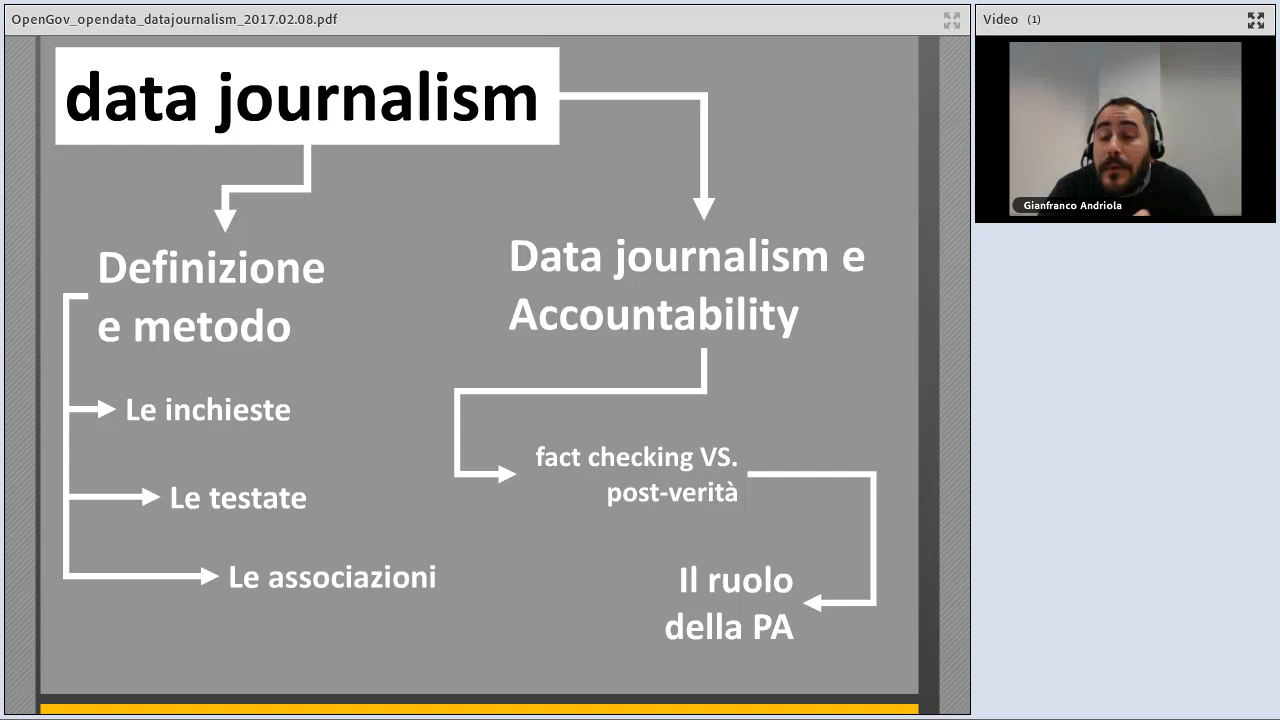 OpenGov_opendata_datajournalism_2017.02.08.pdf
Video (1)
Gianfranco Andriola
data journalism
Definizione
e metodo
Le inchieste
Le testate
Le associazioni
Data journalism e
Accountability
fact checking VS.
post-verità
Il ruolo
della PA